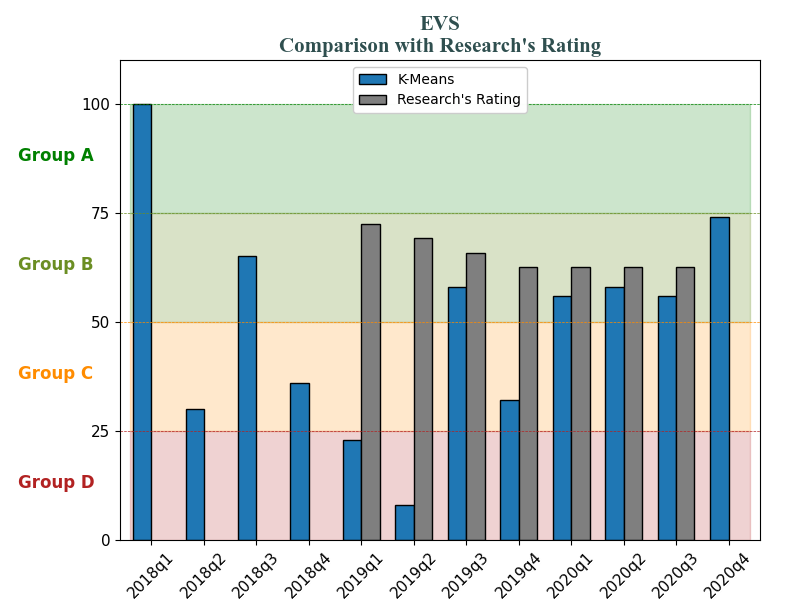 EVS
Comparison with Research's Rating
K-Means
Research's Rating
100
75
50
25
0
Group A
Group B
Group C
Group D
2018q1
2018q2
2018q3
2018q4
2019q1
2019q2
2019q3
2019q4
2020q1
2020q2
2020q3
2020q4